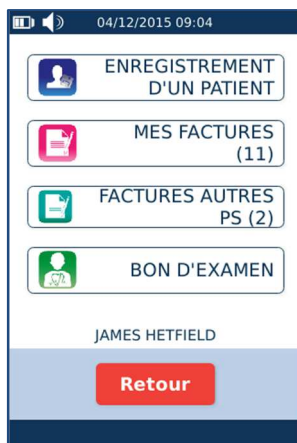 04/12/2015 09:04
ENREGISTREMENT
D'UN PATIENT
MES FACTURES
(11)
FACTURES AUTRES
PS (2)
BON D'EXAMEN
JAMES HETFIELD
Retour